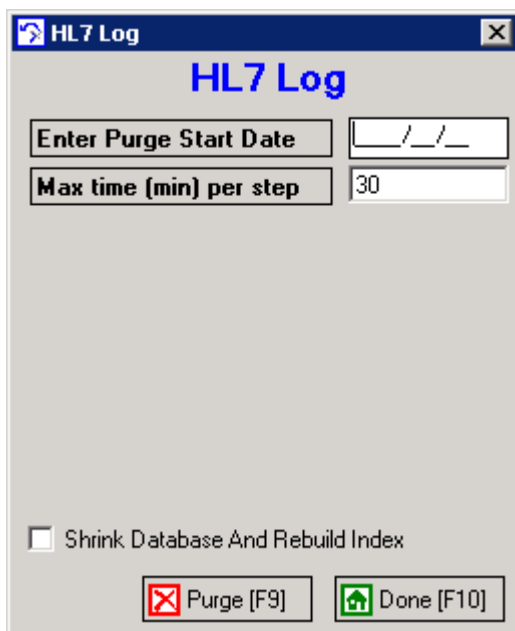 HL7 Log
HL7 Log
Enter Purge Start Date ____/__/__
Max time (min) per step 30
Shrink Database And Rebuild Index
Purge [F9] Done [F10]